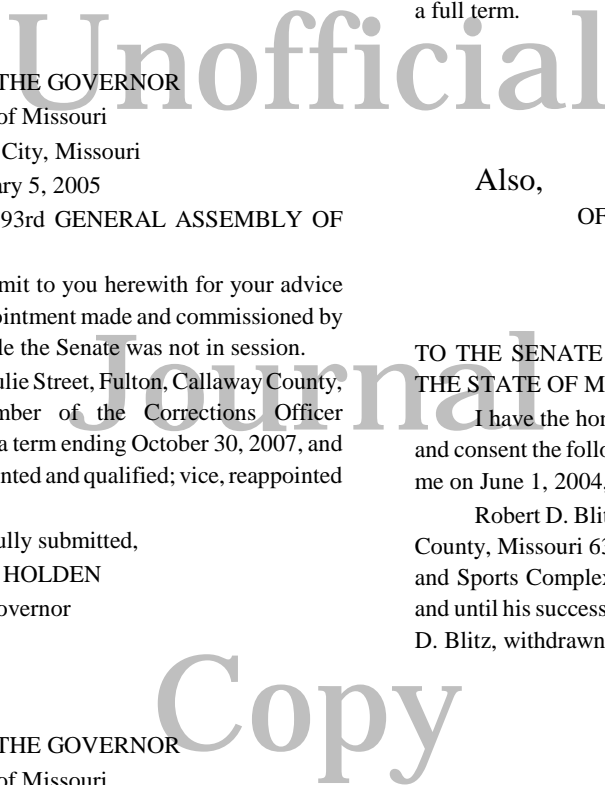 THE GOVERNOR
of Missouri
City, Missouri
ary 5, 2005
93rd GENERAL ASSEMBLY OF
mit to you herewith for your advice
ointment made and commissioned by
le the Senate was not in session.
ulie Street, Fulton, Callaway County,
mber of the Corrections Officer
a term ending October 30, 2007, and
nted and qualified; vice, reappointed
ully submitted,
HOLDEN
overnor
THE GOVERNOR
of Missouri
a full term.
Also,
OF
TO THE SENATE
THE STATE OF M
I have the hon
and consent the follo
me on June 1, 2004,
Robert D. Blit
County, Missouri 63
and Sports Complex
and until his success
D. Blitz, withdrawn
Unofficial
Journal
Copy